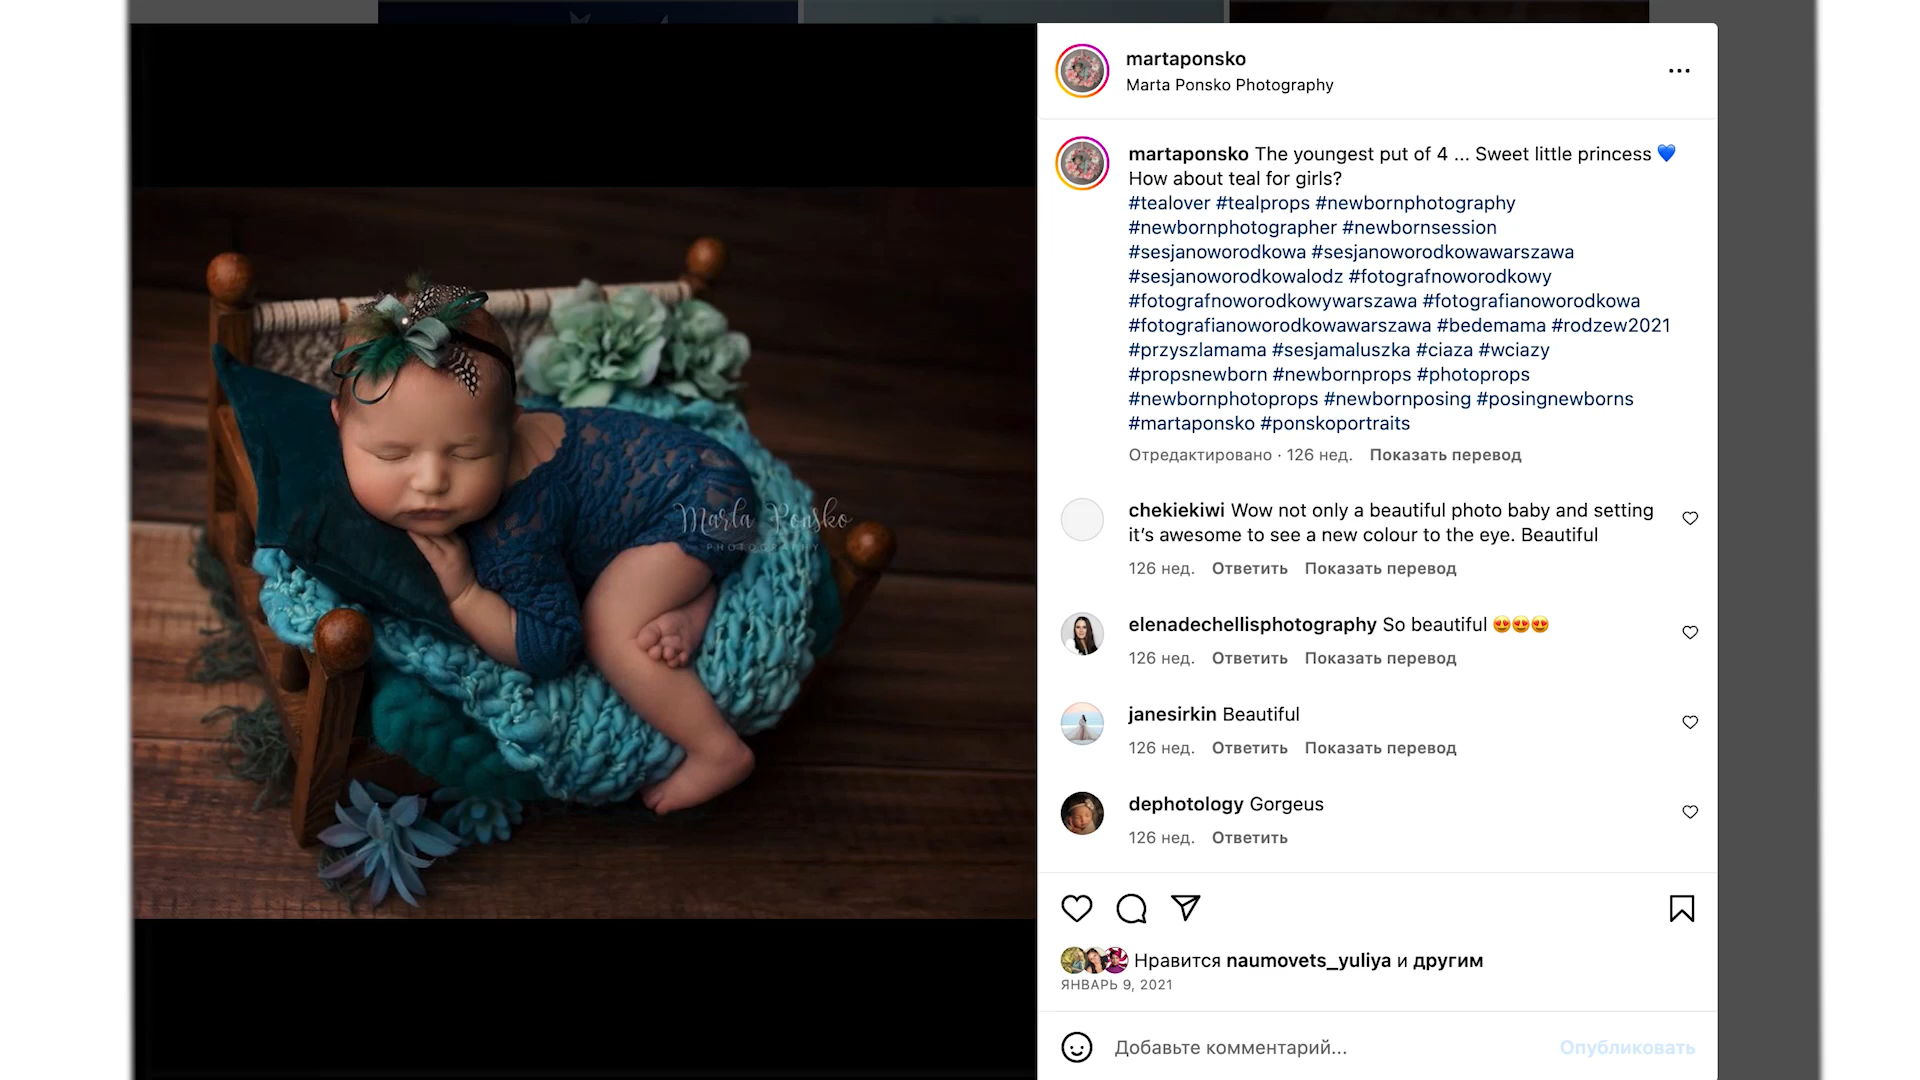 martaponsko
Marta Ponsko Photography
martaponsko The youngest put of 4 ... Sweet little princess 💙
How about teal for girls?
#tealover #tealprops #newbornphotography
#newbornphotographer #newbornsession
#sesjanoworodkowa #sesjanoworodkowawarszawa
#sesjanoworodkowalodz #fotografnoworodkowy
#fotografnoworodkowywarszawa #fotografianoworodkowa
#fotografianoworodkowawarszawa #bedemama #rodzew2021
#przyszlamama #sesjamaluszka #ciaza #wciazy
#propsnewborn #newbornprops #photoprops
#newbornphotoprops #newbornposing #posingnewborns
#martaponsko #ponskoportraits
Отредактировано · 126 нед. Показать перевод
chekiekiwi Wow not only a beautiful photo baby and setting
it’s awesome to see a new colour to the eye. Beautiful
126 нед. Ответить Показать перевод
elenadechellisphotography So beautiful 😍😍😍
126 нед. Ответить Показать перевод
janesirkin Beautiful
126 нед. Ответить Показать перевод
dephotology Gorgeus
126 нед. Ответить
Нравится naumovets_yuliya и другим
ЯНВАРЬ 9, 2021
Добавьте комментарий...
Опубликовать
Marta Ponsko
PHOTOGRAPHY